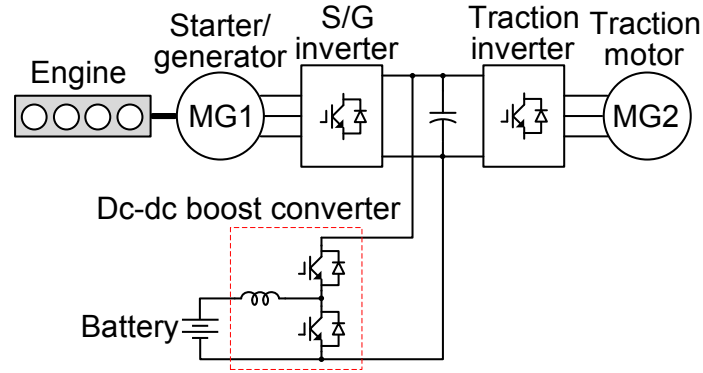 Engine
Starter/
generator
MG1
S/G
inverter
Traction
inverter
Traction
motor
MG2
Dc-dc boost converter
Battery